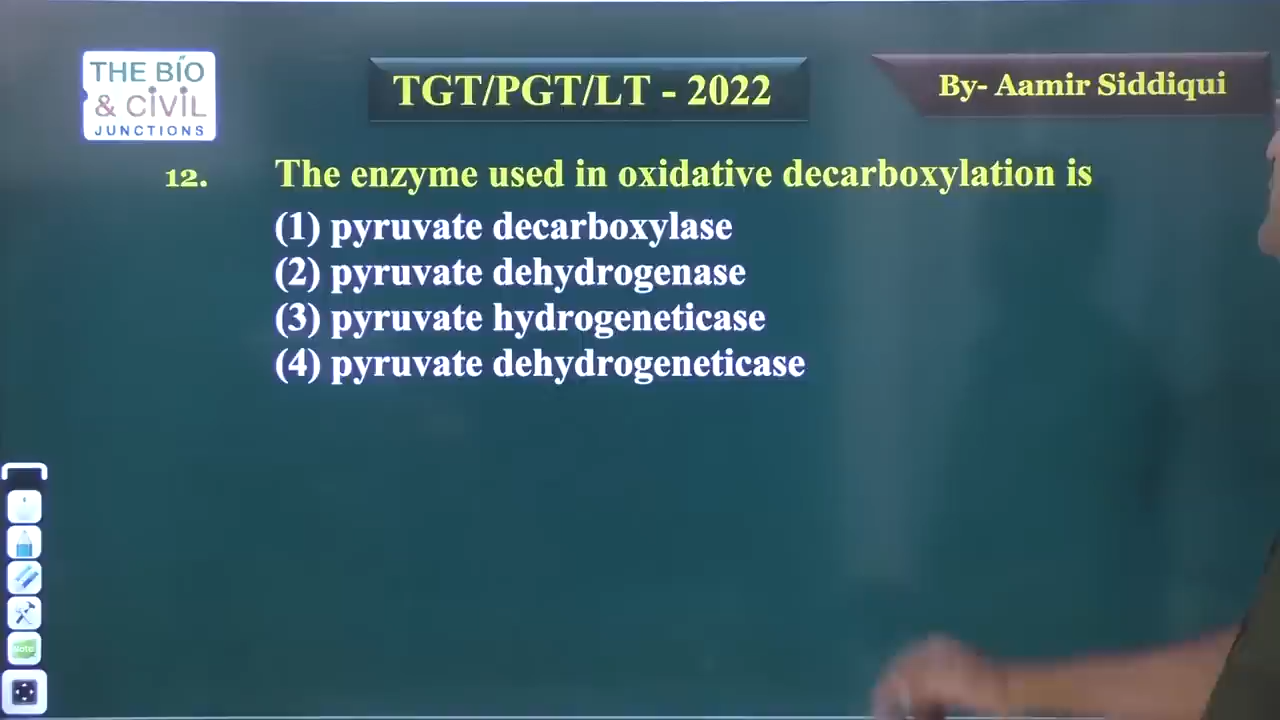 THE BIO
& CIVIL
JUNCTIONS
TGT/PGT/LT - 2022
By- Aamir Siddiqui
12. The enzyme used in oxidative decarboxylation is
(1) pyruvate decarboxylase
(2) pyruvate dehydrogenase
(3) pyruvate hydrogeneticase
(4) pyruvate dehydrogeneticase
Note